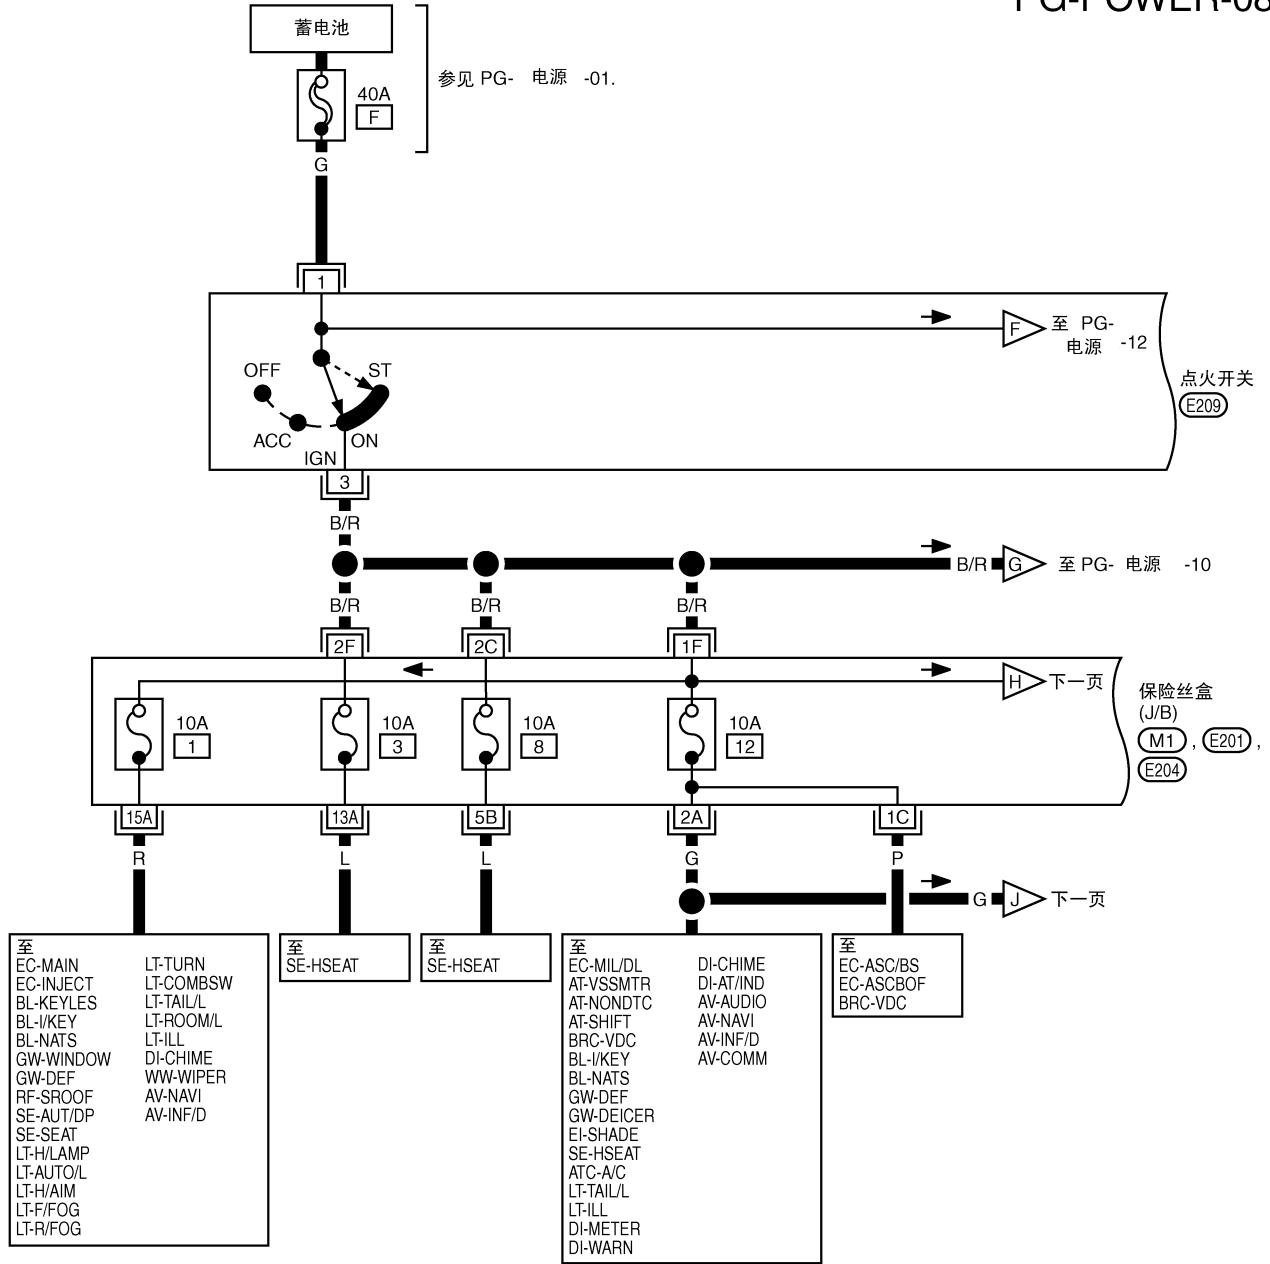 PG-POWER-08
蓄电池
40A
F
参见 PG- 电源 -01.
G
1
F
至 PG-
电源 -12
OFF
ST
ACC
ON
IGN
点火开关
E209
3
B/R
B/R
G
至 PG- 电源 -10
B/R
B/R
B/R
2F
2C
1F
H
下一页
保险丝盒
(J/B)
M1 , E201 ,
E204
10A
1
10A
3
10A
8
10A
12
15A
13A
5B
2A
1C
R
L
L
G
P
G
J
下一页
至
EC-MAIN
EC-INJECT
BL-KEYLES
BL-I/KEY
BL-NATS
GW-WINDOW
GW-DEF
RF-SROOF
SE-AUT/DP
SE-SEAT
LT-H/LAMP
LT-AUTO/L
LT-H/AIM
LT-F/FOG
LT-R/FOG
LT-TURN
LT-COMBSW
LT-TAIL/L
LT-ROOM/L
LT-ILL
DI-CHIME
WW-WIPER
AV-NAVI
AV-INF/D
至
SE-HSEAT
至
SE-HSEAT
至
EC-MIL/DL
AT-VSSMTR
AT-NONDTC
AT-SHIFT
BRC-VDC
BL-I/KEY
BL-NATS
GW-DEF
GW-DEICER
EI-SHADE
SE-HSEAT
ATC-A/C
LT-TAIL/L
LT-ILL
DI-METER
DI-WARN
DI-CHIME
DI-AT/IND
AV-AUDIO
AV-NAVI
AV-INF/D
AV-COMM
至
EC-ASC/BS
EC-ASCBOF
BRC-VDC